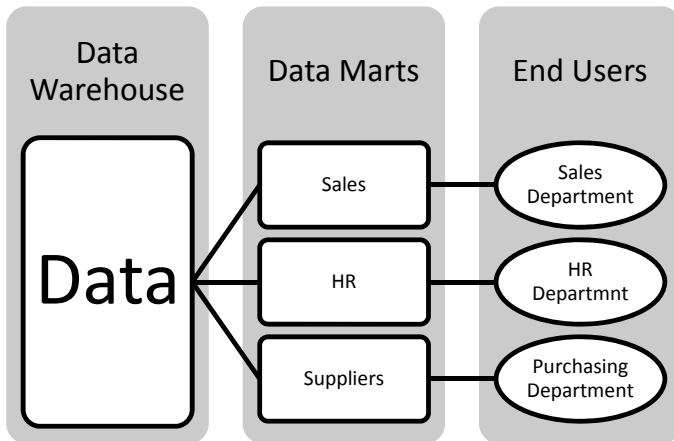 Data
Warehouse
Data Marts
End Users
Data
Sales
HR
Suppliers
Sales
Department
HR
Departmnt
Purchasing
Department